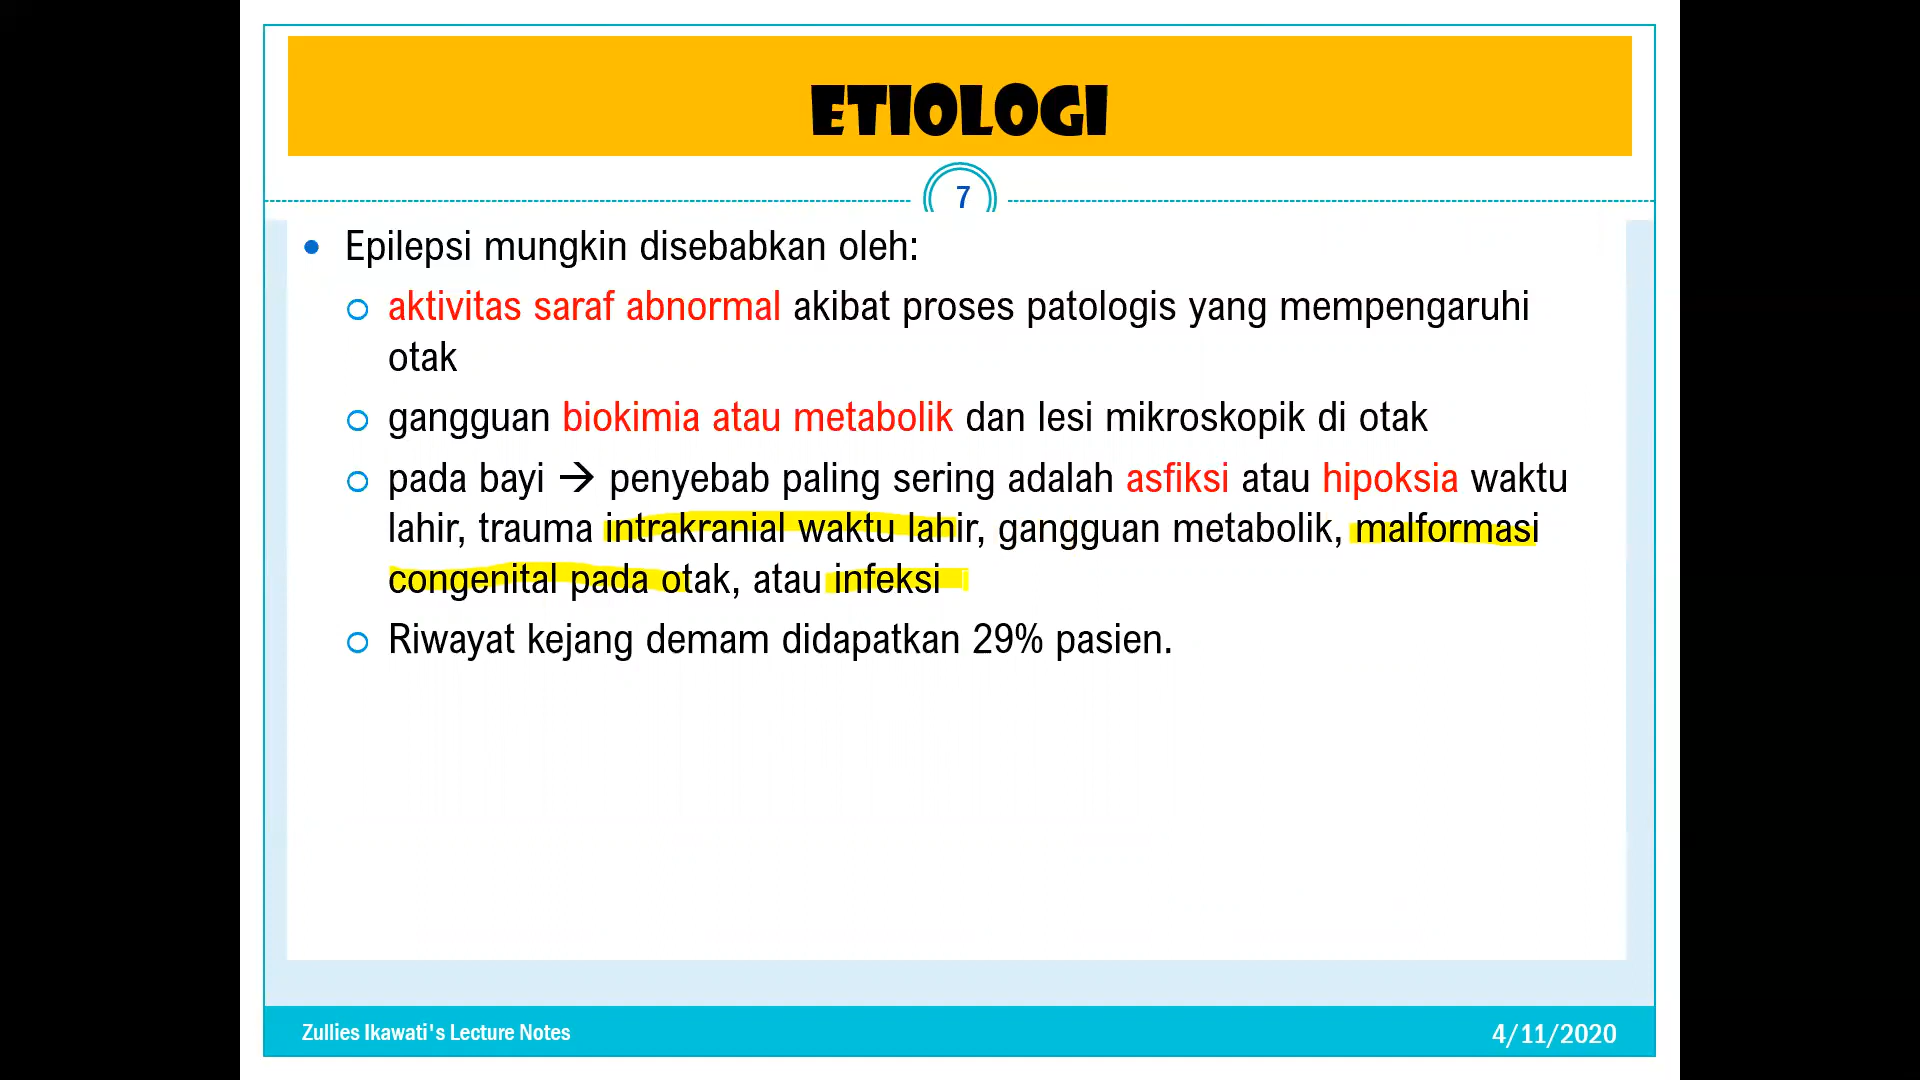 ETIOLOGI
7
Epilepsi mungkin disebabkan oleh:
aktivitas saraf abnormal akibat proses patologis yang mempengaruhi
otak
gangguan biokimia atau metabolik dan lesi mikroskopik di otak
pada bayi → penyebab paling sering adalah asfiksi atau hipoksia waktu
lahir, trauma intrakranial waktu lahir, gangguan metabolik, malformasi
congenital pada otak, atau infeksi
Riwayat kejang demam didapatkan 29% pasien.
Zullies Ikawati's Lecture Notes
4/11/2020